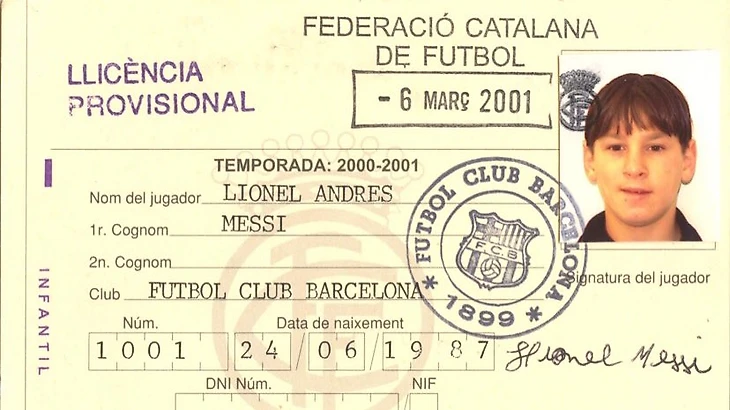 FEDERACIÓ CATALANA
DE FUTBOL
LLICÈNCIA
PROVISIONAL
- 6 MARÇ 2001
TEMPORADA: 2000-2001
Nom del jugador LIONEL ANDRES
1r. Cognom MESSI
2n. Cognom
Club FUTBOL CLUB BARCELONA
FUTBOL CLUB BARCELONA
F C B
* 1899 *
Signatura del jugador
INFANTIL
Núm. Data de naixement
1001 24 06 1987
Lionel Messi
DNI Núm. NIF